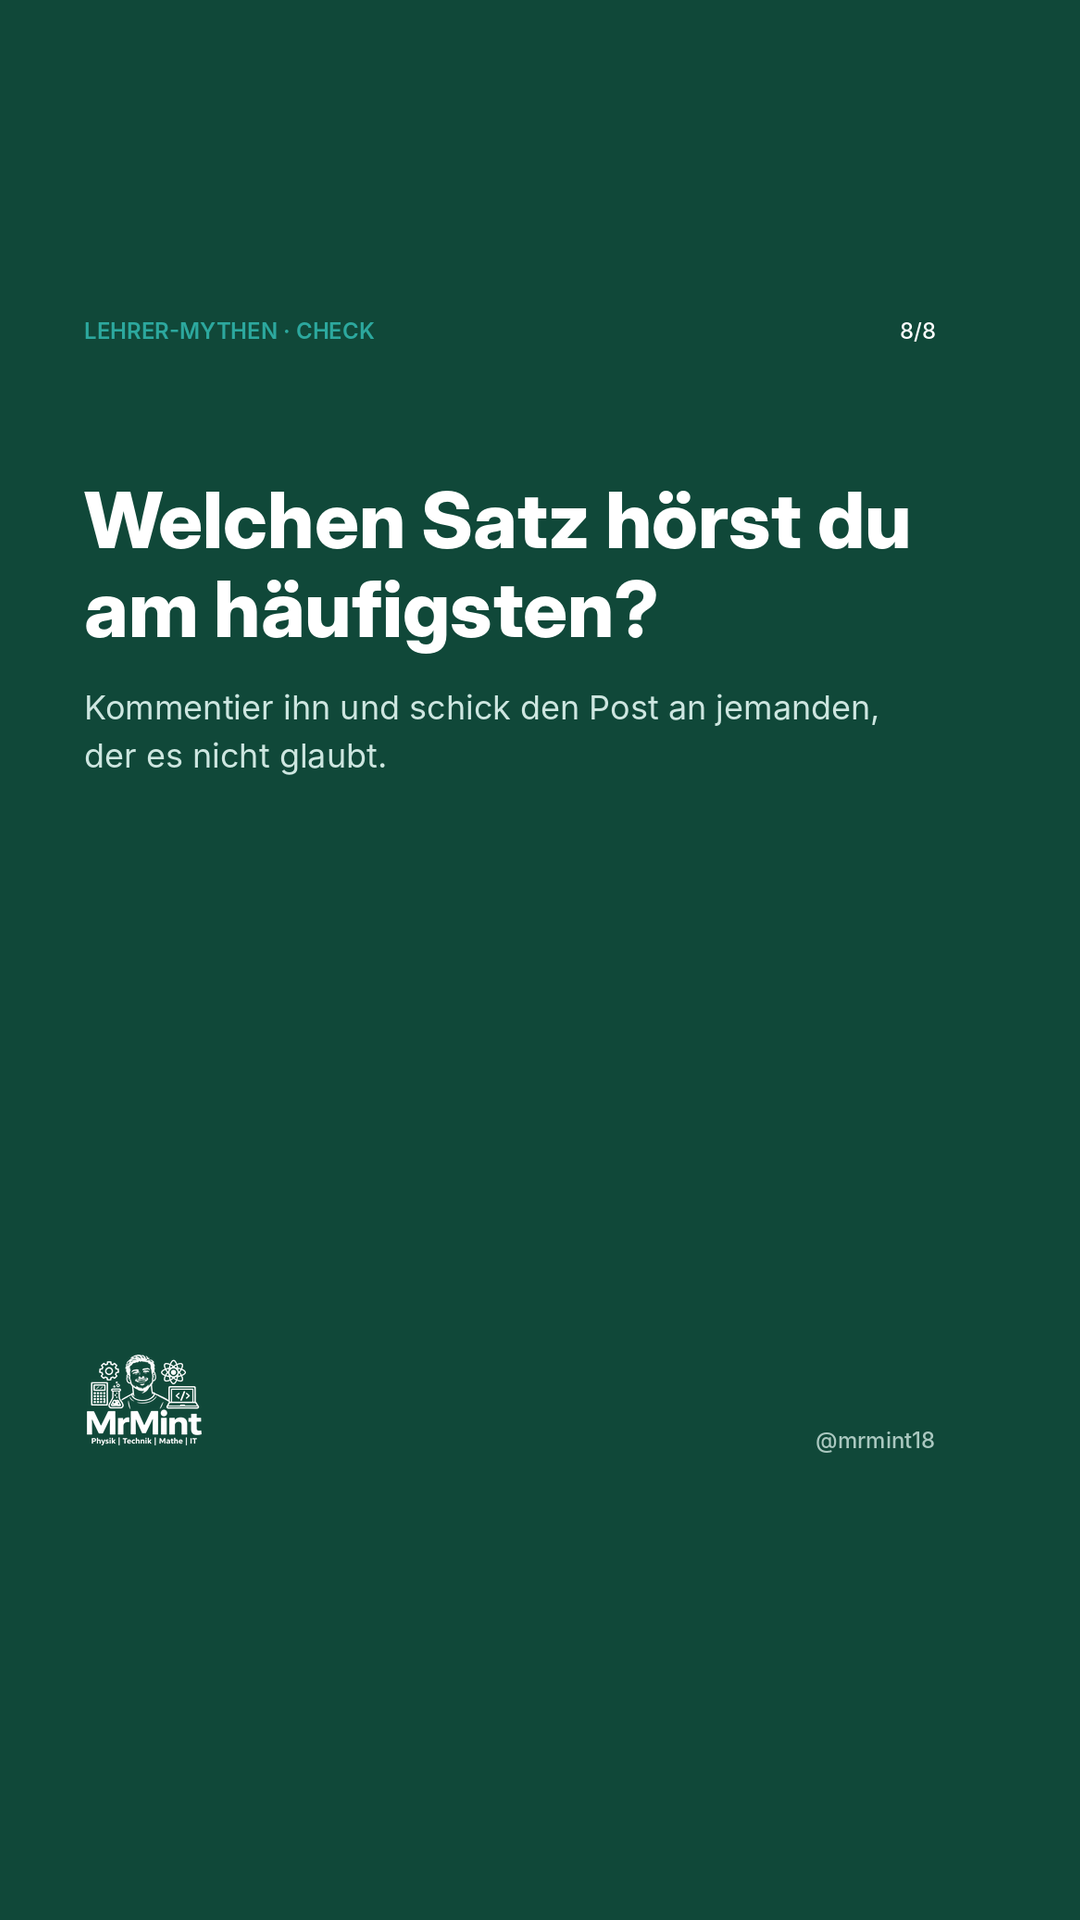 LEHRER-MYTHEN · CHECK
8/8
Welchen Satz hörst du
am häufigsten?
Kommentier ihn und schick den Post an jemanden,
der es nicht glaubt.
</>
MrMint
Physik | Technik | Mathe | IT
@mrmint18